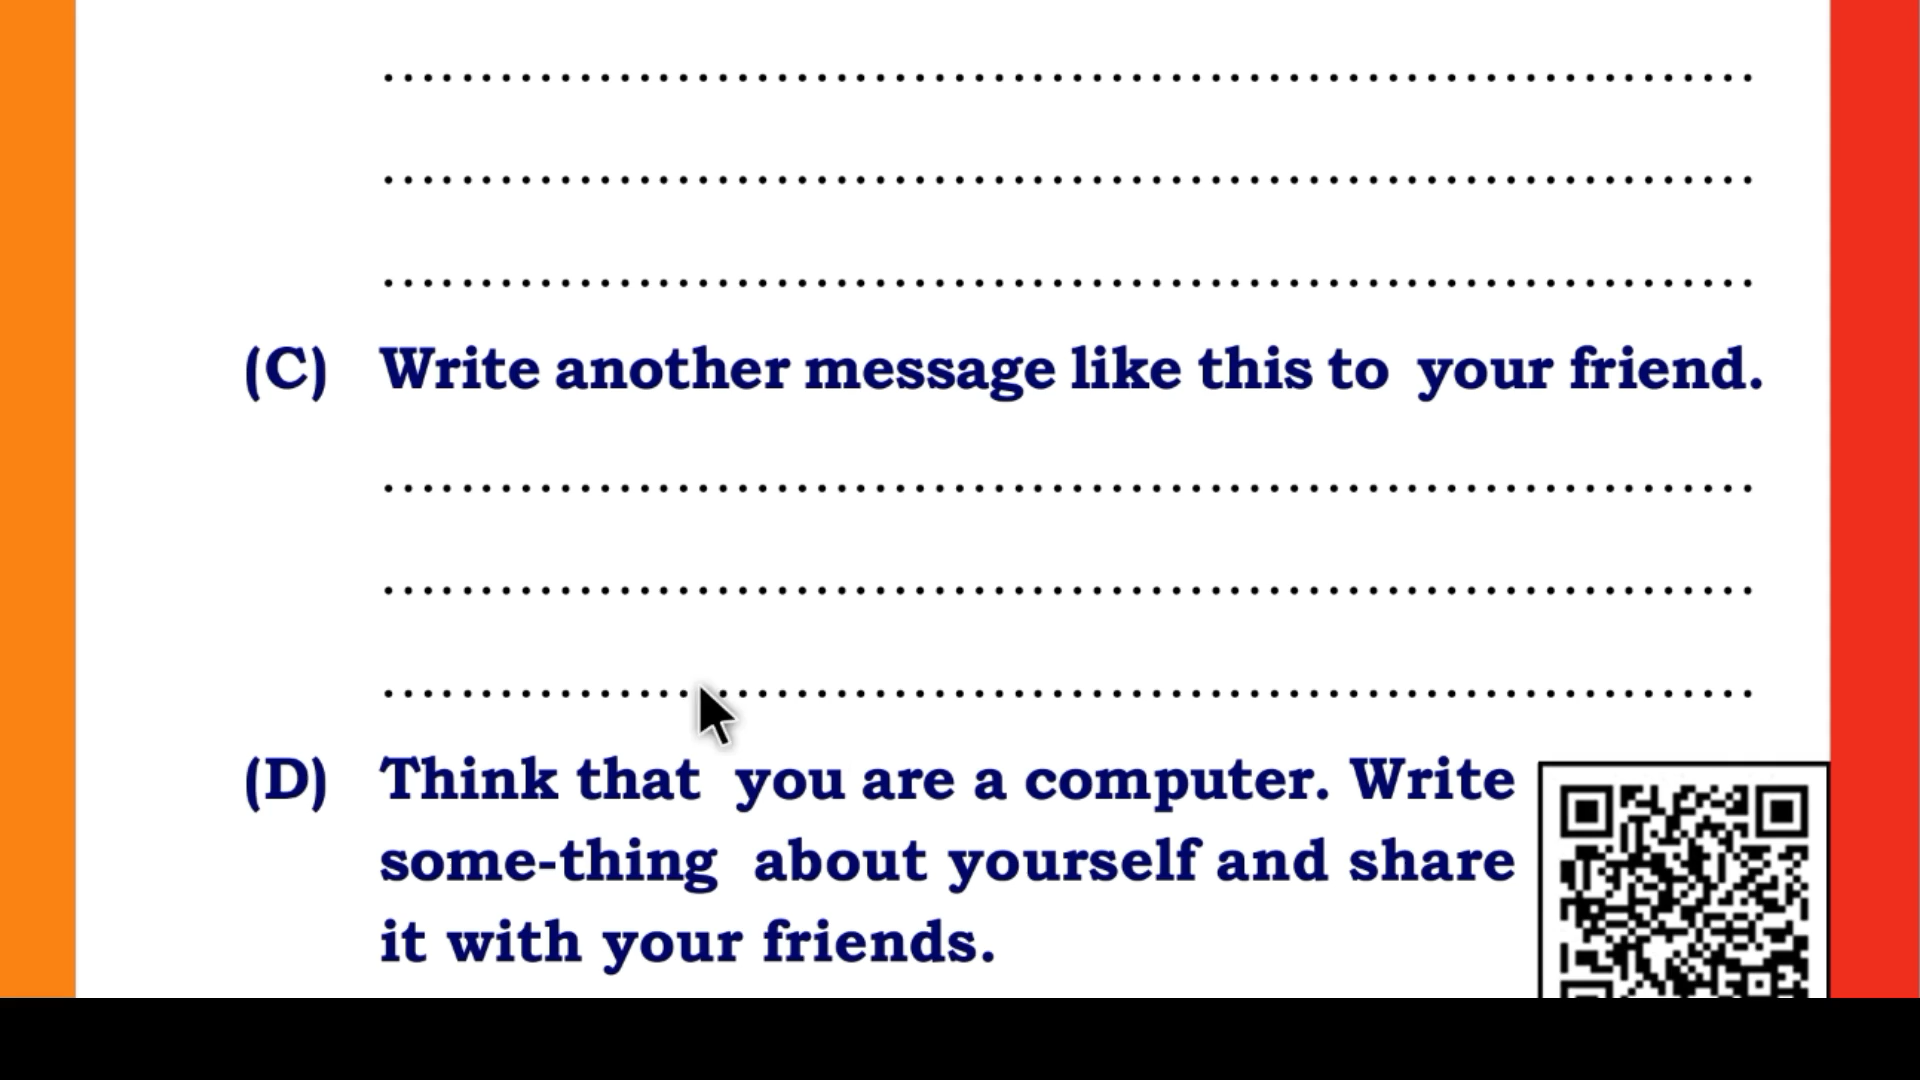 (C) Write another message like this to your friend.
(D) Think that you are a computer. Write
some-thing about yourself and share
it with your friends.